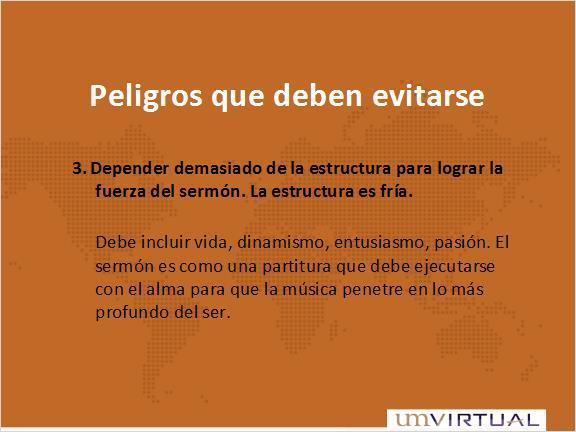 Peligros que deben evitarse
3. Depender demasiado de la estructura para lograr la
fuerza del sermón. La estructura es fría.
Debe incluir vida, dinamismo, entusiasmo, pasión. El
sermón es como una partitura que debe ejecutarse
con el alma para que la música penetre en lo más
profundo del ser.
UMVIRTUAL